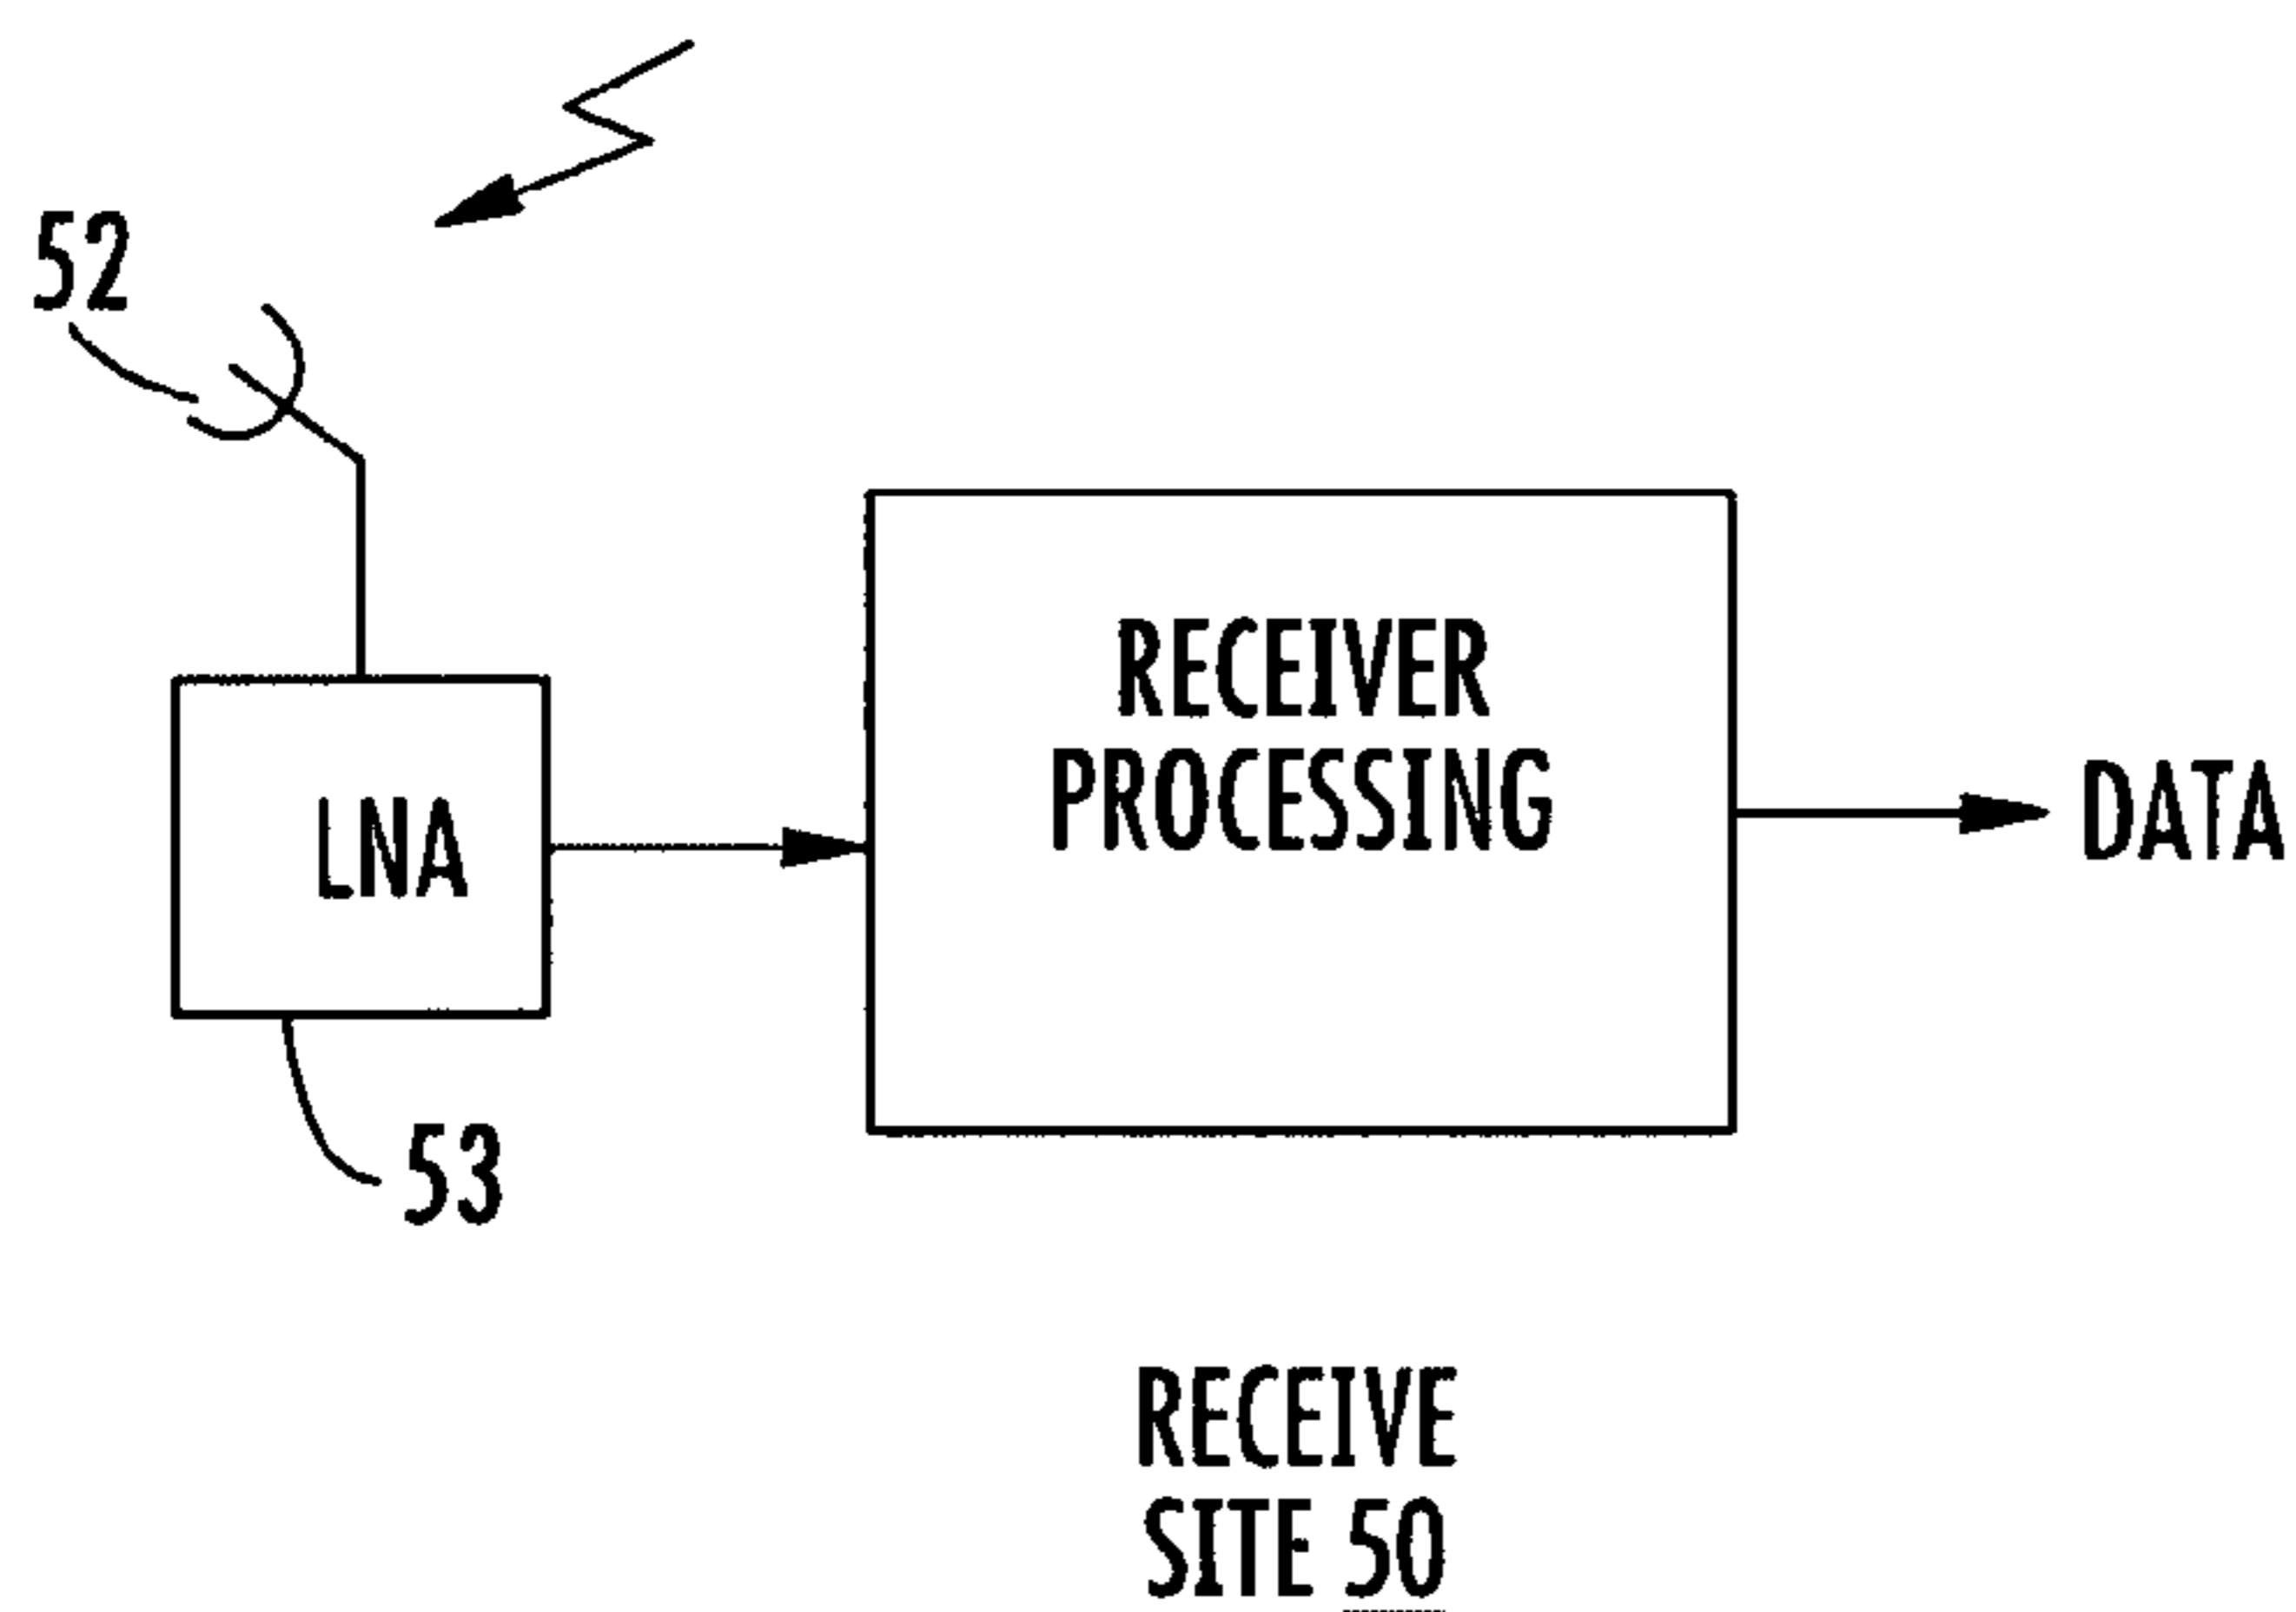 52
RECEIVER
PROCESSING
LNA
DATA
53
RECEIVE
SITE 50